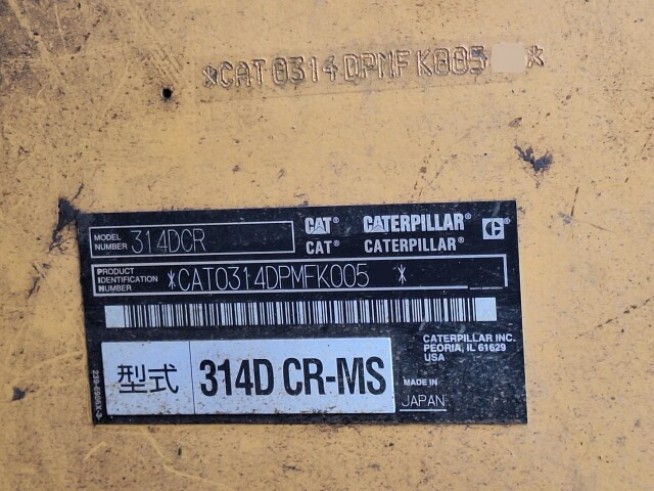 *CAT0314DPMFK005 *
CAT® CATERPILLAR®
MODEL NUMBER 314DCR
CAT® CATERPILLAR®
PRODUCT IDENTIFICATION NUMBER *CAT0314DPMFK005 *
CATERPILLAR INC.
PEORIA, IL 61629
USA
型式 314D CR-MS
MADE IN
JAPAN